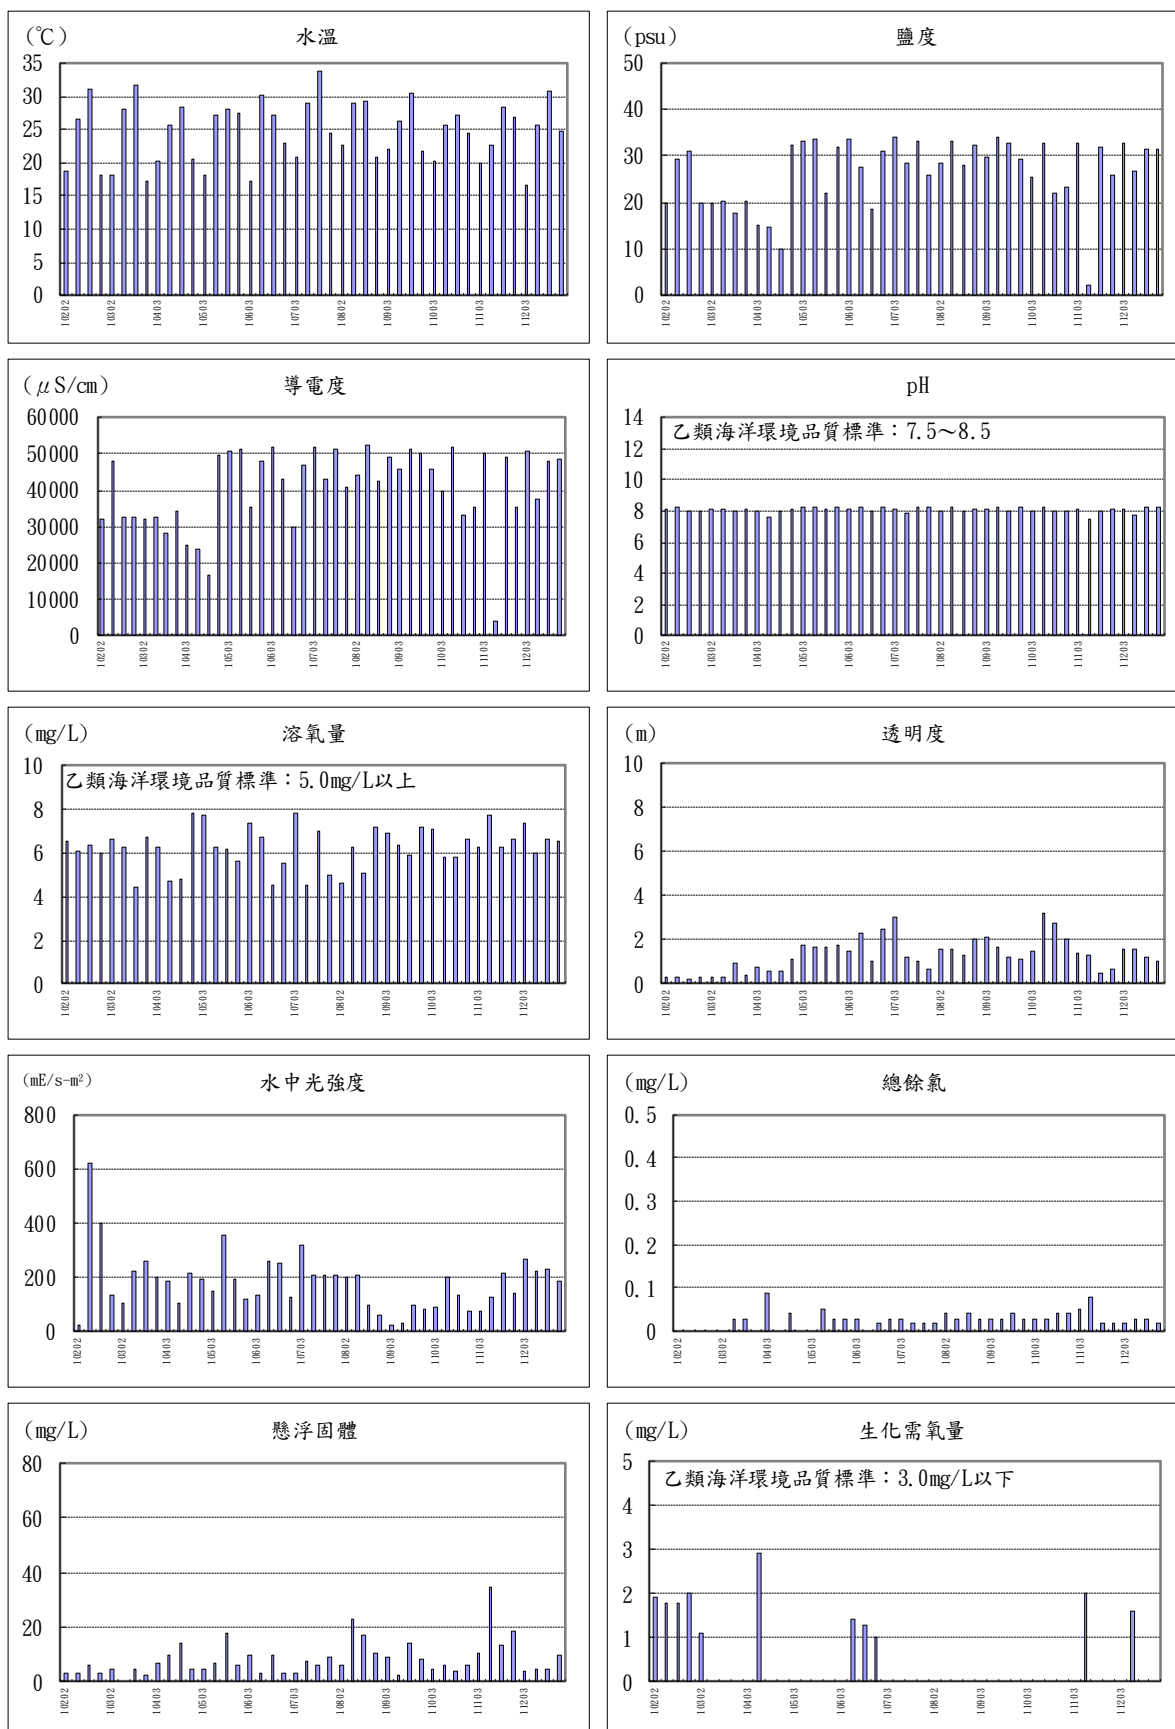 (℃) 水溫
35
30
25
20
15
10
5
0
10202 10302 10403 10503 10603 10703 10802 10903 11003 11103 11203
(psu) 鹽度
50
40
30
20
10
0
10202 10302 10403 10503 10603 10703 10802 10903 11003 11103 11203
(μS/cm) 導電度
60000
50000
40000
30000
20000
10000
0
10202 10302 10403 10503 10603 10703 10802 10903 11003 11103 11203
pH
乙類海洋環境品質標準：7.5～8.5
14
12
10
8
6
4
2
0
10202 10302 10403 10503 10603 10703 10802 10903 11003 11103 11203
(mg/L) 溶氧量
乙類海洋環境品質標準：5.0mg/L以上
10
8
6
4
2
0
10202 10302 10403 10503 10603 10703 10802 10903 11003 11103 11203
(m) 透明度
10
8
6
4
2
0
10202 10302 10403 10503 10603 10703 10802 10903 11003 11103 11203
(mE/s-m²) 水中光強度
800
600
400
200
0
10202 10302 10403 10503 10603 10703 10802 10903 11003 11103 11203
(mg/L) 總餘氯
0.5
0.4
0.3
0.2
0.1
0
10202 10302 10403 10503 10603 10703 10802 10903 11003 11103 11203
(mg/L) 懸浮固體
80
60
40
20
0
10202 10302 10403 10503 10603 10703 10802 10903 11003 11103 11203
(mg/L) 生化需氧量
乙類海洋環境品質標準：3.0mg/L以下
5
4
3
2
1
0
10202 10302 10403 10503 10603 10703 10802 10903 11003 11103 11203